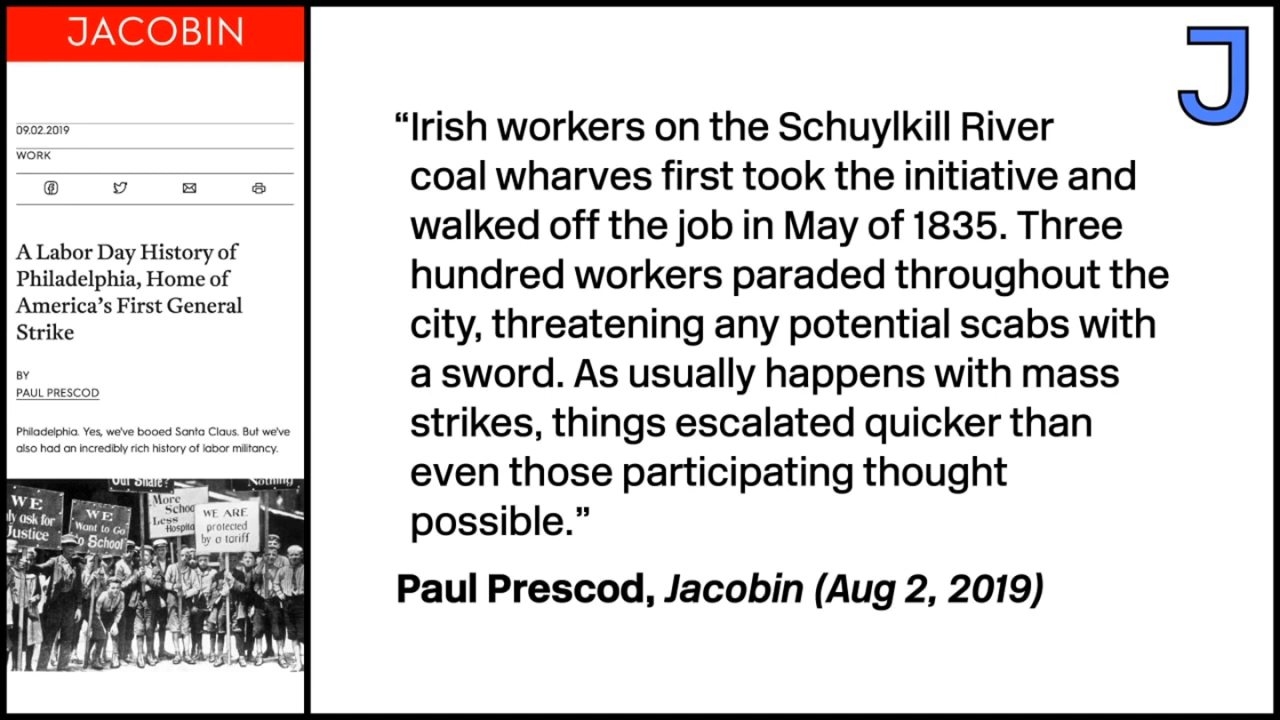 JACOBIN
09.02.2019
WORK
A Labor Day History of
Philadelphia, Home of
America’s First General
Strike
BY
PAUL PRESCOD
Philadelphia. Yes, we’ve booed Santa Claus. But we’ve
also had an incredibly rich history of labor militancy.
Our Share?
Nothing
WE
ly ask for
Justice
WE
Want to Go
to School
More
Schoo
Less
Hospita
WE ARE
protected
by a tariff
J
“Irish workers on the Schuylkill River
coal wharves first took the initiative and
walked off the job in May of 1835. Three
hundred workers paraded throughout the
city, threatening any potential scabs with
a sword. As usually happens with mass
strikes, things escalated quicker than
even those participating thought
possible.”
Paul Prescod, Jacobin (Aug 2, 2019)